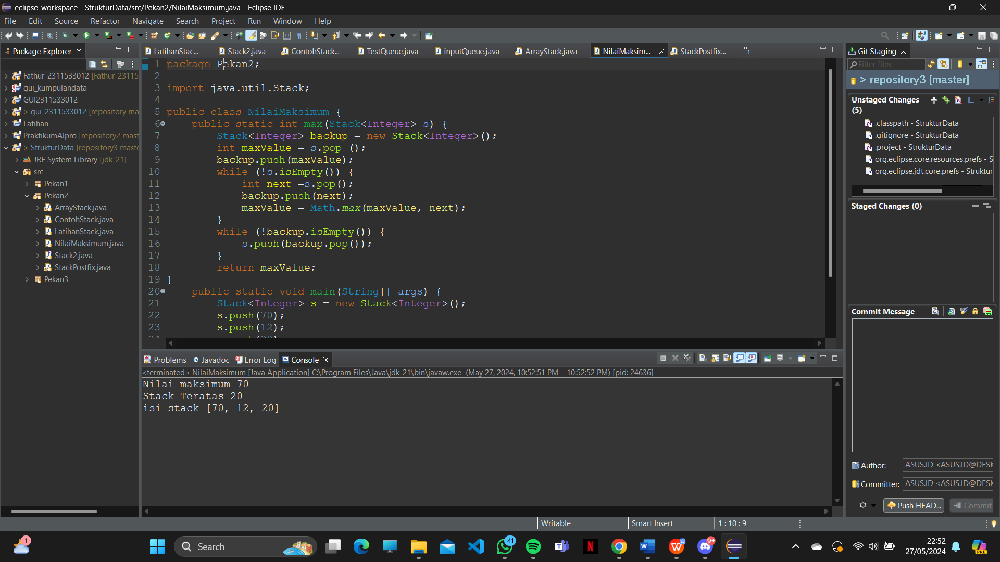 eclipse-workspace - StrukturData/src/Pekan2/NilaiMaksimum.java - Eclipse IDE
File Edit Source Refactor Navigate Search Project Run Window Help
Package Explorer
Fathur-2311533012 [Fathur-23115
gui_kumpulandata
GUI2311533012
> gui-2311533012 [repository ma
Latihan
PraktikumAlpro [repository2 mast
> StrukturData [repository3 maste
JRE System Library [jdk-21]
src
Pekan1
Pekan2
ArrayStack.java
ContohStack.java
LatihanStack.java
NilaiMaksimum.java
Stack2.java
StackPostfix.java
Pekan3
LatihanStac... Stack2.java ContohStack... TestQueue.java inputQueue.java ArrayStack.java NilaiMaksim... StackPostfix... »1
1 package Pekan2;
2
3 import java.util.Stack;
4
5 public class NilaiMaksimum {
6 public static int max(Stack<Integer> s) {
7 Stack<Integer> backup = new Stack<Integer>();
8 int maxValue = s.pop ();
9 backup.push(maxValue);
10 while (!s.isEmpty()) {
11 int next =s.pop();
12 backup.push(next);
13 maxValue = Math.max(maxValue, next);
14 }
15 while (!backup.isEmpty()) {
16 s.push(backup.pop());
17 }
18 return maxValue;
19 }
20 public static void main(String[] args) {
21 Stack<Integer> s = new Stack<Integer>();
22 s.push(70);
23 s.push(12);
Problems Javadoc Error Log Console
<terminated> NilaiMaksimum [Java Application] C:\Program Files\Java\jdk-21\bin\javaw.exe (May 27, 2024, 10:52:51 PM – 10:52:52 PM) [pid: 24636]
Nilai maksimum 70
Stack Teratas 20
isi stack [70, 12, 20]
Git Staging
Filter files
> repository3 [master]
Unstaged Changes
(5)
.classpath - StrukturData
.gitignore - StrukturData
.project - StrukturData
org.eclipse.core.resources.prefs - S
org.eclipse.jdt.core.prefs - Struktur
Staged Changes (0)
Commit Message
Author: ASUS.ID <ASUS.ID@DESK
Committer: ASUS.ID <ASUS.ID@DESK
Push HEAD... Commit
Writable Smart Insert 1 : 10 : 9
1
Search
41
9+
PRE
22:52
27/05/2024